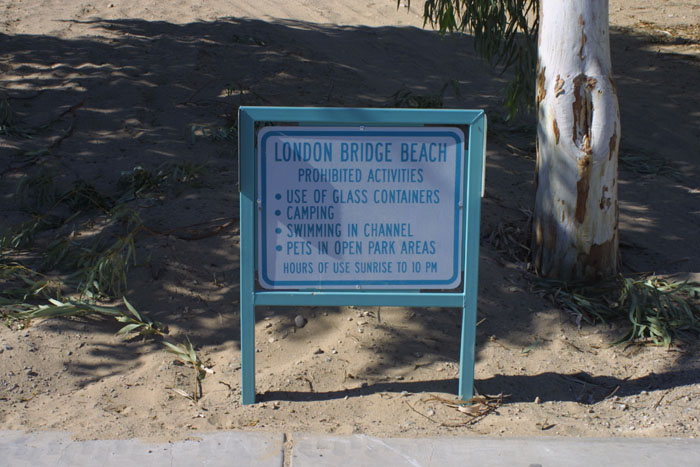 LONDON BRIDGE BEACH
PROHIBITED ACTIVITIES
• USE OF GLASS CONTAINERS
• CAMPING
• SWIMMING IN CHANNEL
• PETS IN OPEN PARK AREAS
HOURS OF USE SUNRISE TO 10 PM